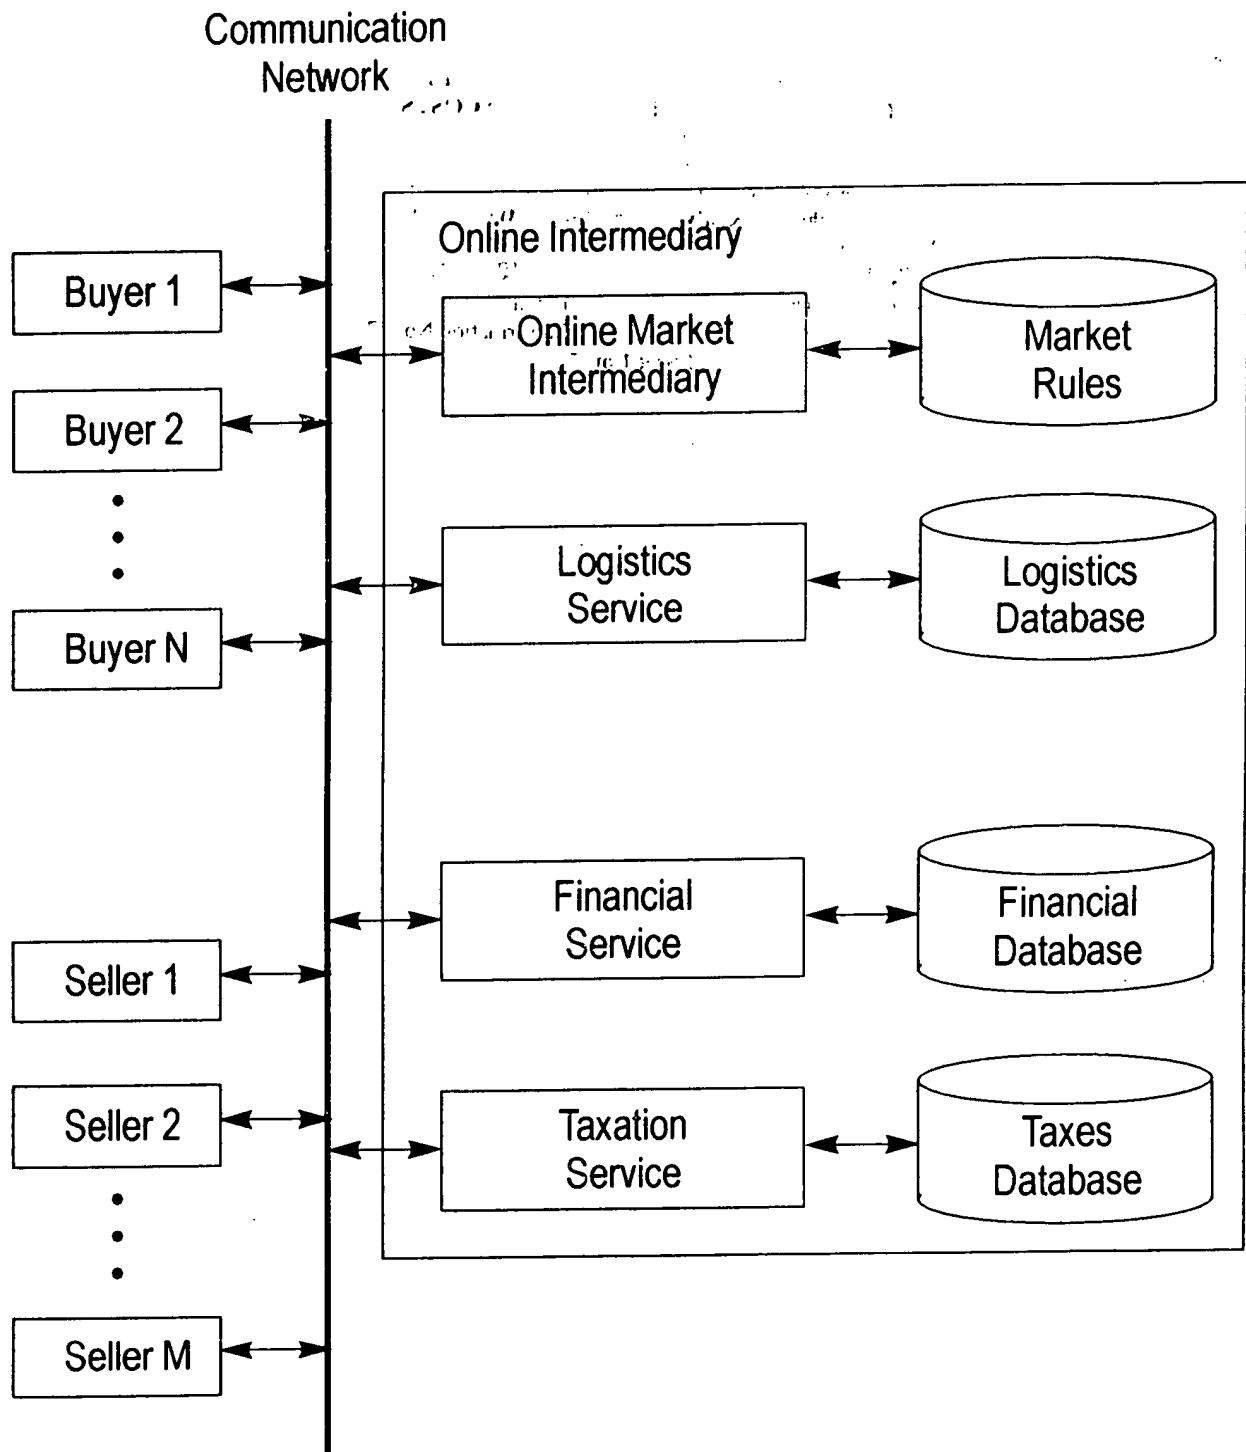 Communication
Network
Online Intermediary
Buyer 1
Online Market
Intermediary
Market
Rules
Buyer 2
Logistics
Service
Logistics
Database
Buyer N
Financial
Service
Financial
Database
Seller 1
Seller 2
Taxation
Service
Taxes
Database
Seller M